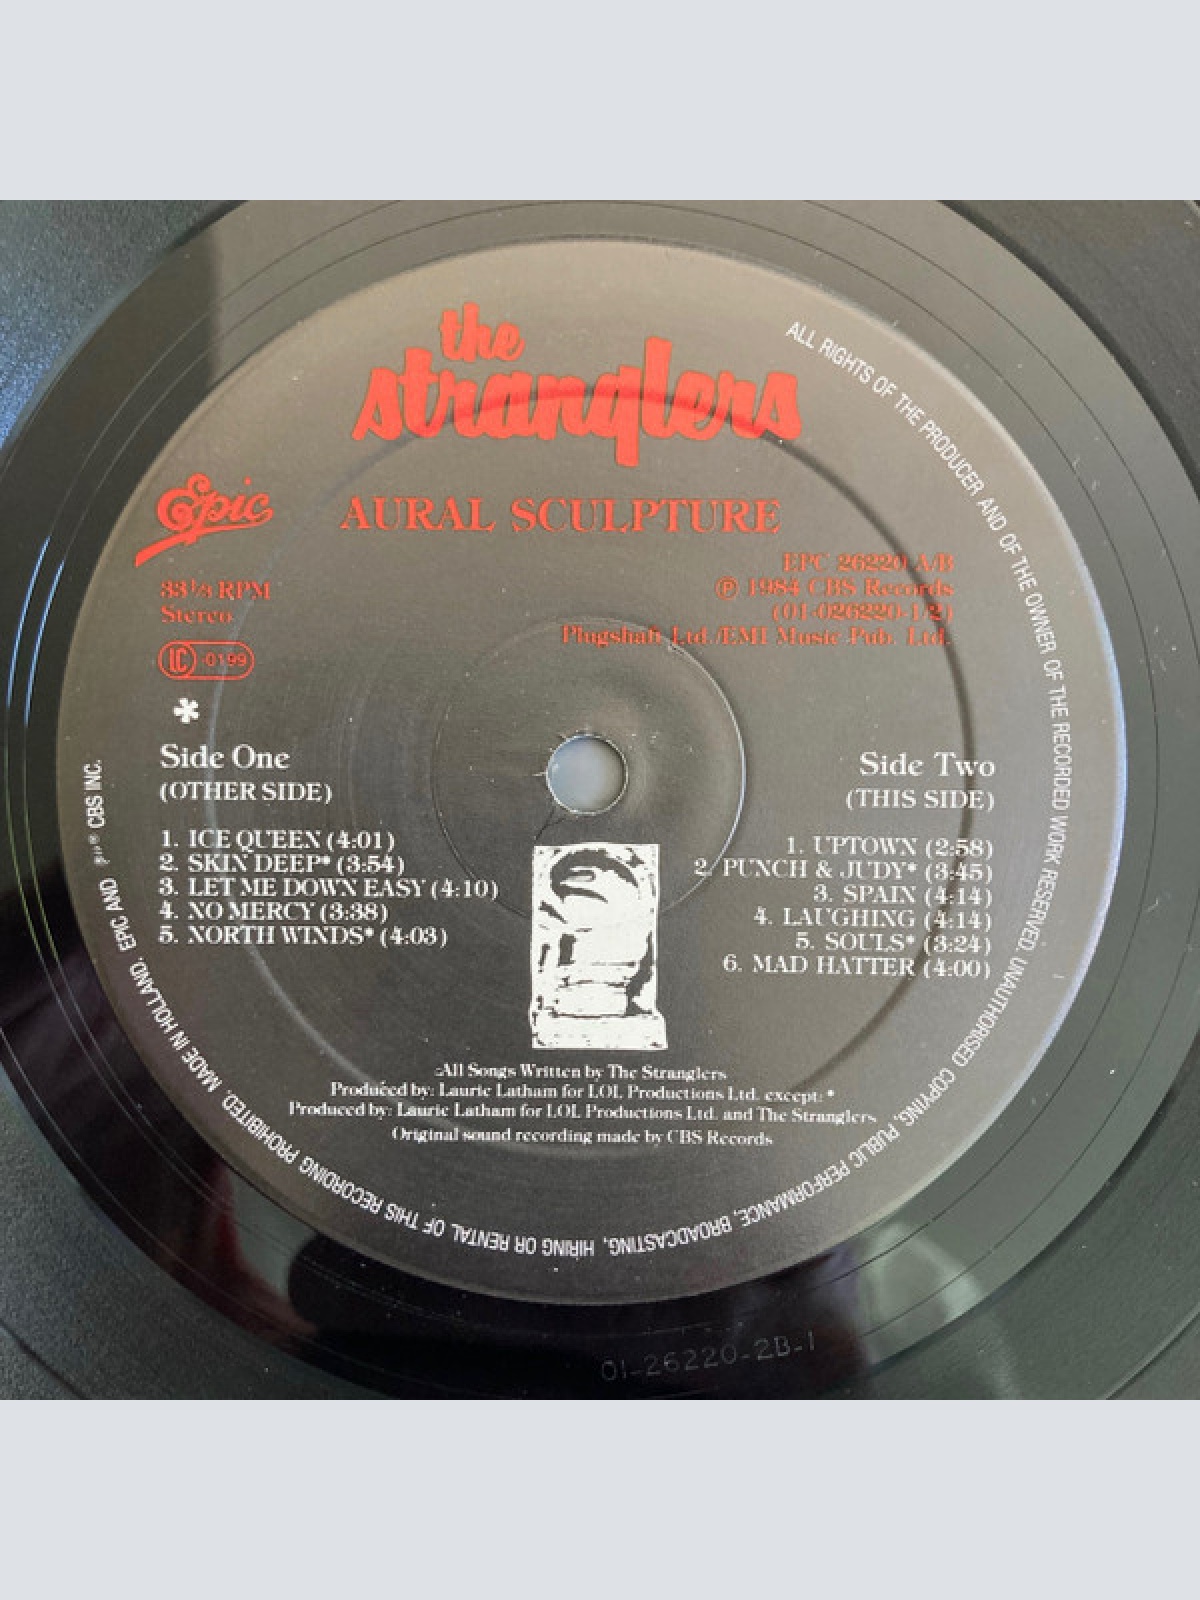 the
stranglers
Epic
AURAL SCULPTURE
33⅓ RPM
Stereo
LC 0199
EPC 26220 A/B
℗ 1984 CBS Records
(01-026220-1/2)
Plugshaft Ltd./EMI Music Pub. Ltd.
*
Side One
(OTHER SIDE)
1. ICE QUEEN (4:01)
2. SKIN DEEP* (3:54)
3. LET ME DOWN EASY (4:10)
4. NO MERCY (3:38)
5. NORTH WINDS* (4:03)
Side Two
(THIS SIDE)
1. UPTOWN (2:58)
2. PUNCH & JUDY* (3:45)
3. SPAIN (4:14)
4. LAUGHING (4:14)
5. SOULS* (3:24)
6. MAD HATTER (4:00)
All Songs Written by The Stranglers
Produced by: Laurie Latham for LOL Productions Ltd. except: *
Produced by: Laurie Latham for LOL Productions Ltd. and The Stranglers
Original sound recording made by CBS Records
ALL RIGHTS OF THE PRODUCER AND OF THE OWNER OF THE RECORDED WORK RESERVED. UNAUTHORISED COPYING, PUBLIC PERFORMANCE, BROADCASTING, HIRING OR RENTAL OF THIS RECORDING PROHIBITED. MADE IN HOLLAND. EPIC AND CBS INC.
01-26220-2B-1